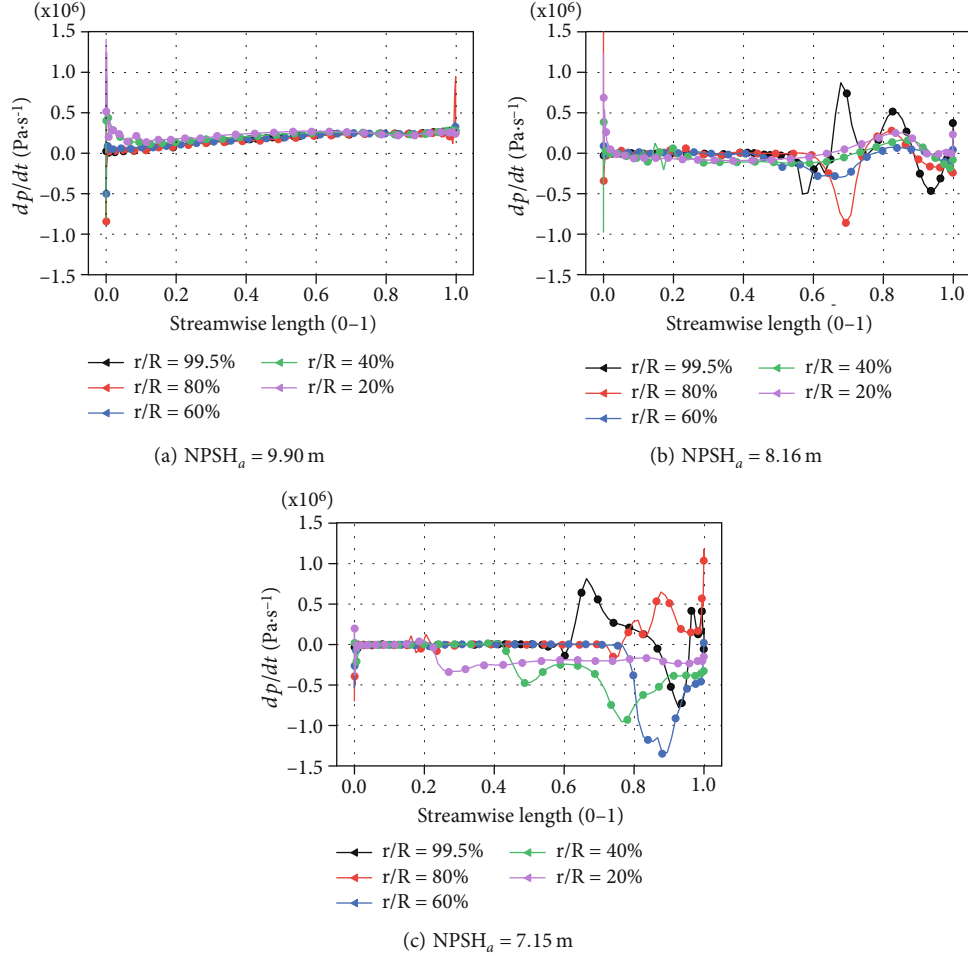 (x10⁶) (x10⁶)
1.5 1.5
1.0 1.0
0.5 0.5
0.0 0.0
−0.5 −0.5
−1.0 −1.0
−1.5 −1.5
dp/dt (Pa·s⁻¹) dp/dt (Pa·s⁻¹)
0.0 0.2 0.4 0.6 0.8 1.0 0.0 0.2 0.4 0.6 0.8 1.0
Streamwise length (0–1) Streamwise length (0–1)
r/R = 99.5% r/R = 40% r/R = 99.5% r/R = 40%
r/R = 80% r/R = 20% r/R = 80% r/R = 20%
r/R = 60% r/R = 60%
(a) NPSHₐ = 9.90 m (b) NPSHₐ = 8.16 m
(x10⁶)
1.5
1.0
0.5
0.0
−0.5
−1.0
−1.5
dp/dt (Pa·s⁻¹)
0.0 0.2 0.4 0.6 0.8 1.0
Streamwise length (0–1)
r/R = 99.5% r/R = 40%
r/R = 80% r/R = 20%
r/R = 60%
(c) NPSHₐ = 7.15 m